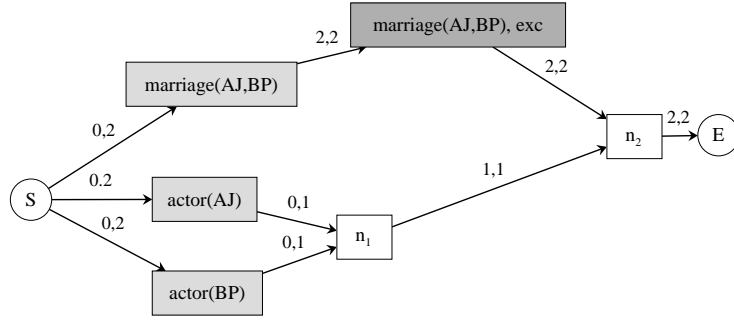 marriage(AJ,BP), exc
2,2
marriage(AJ,BP)
2,2
0,2
n2
2,2
E
1,1
0.2
S
actor(AJ)
0,1
0,2
n1
0,1
actor(BP)